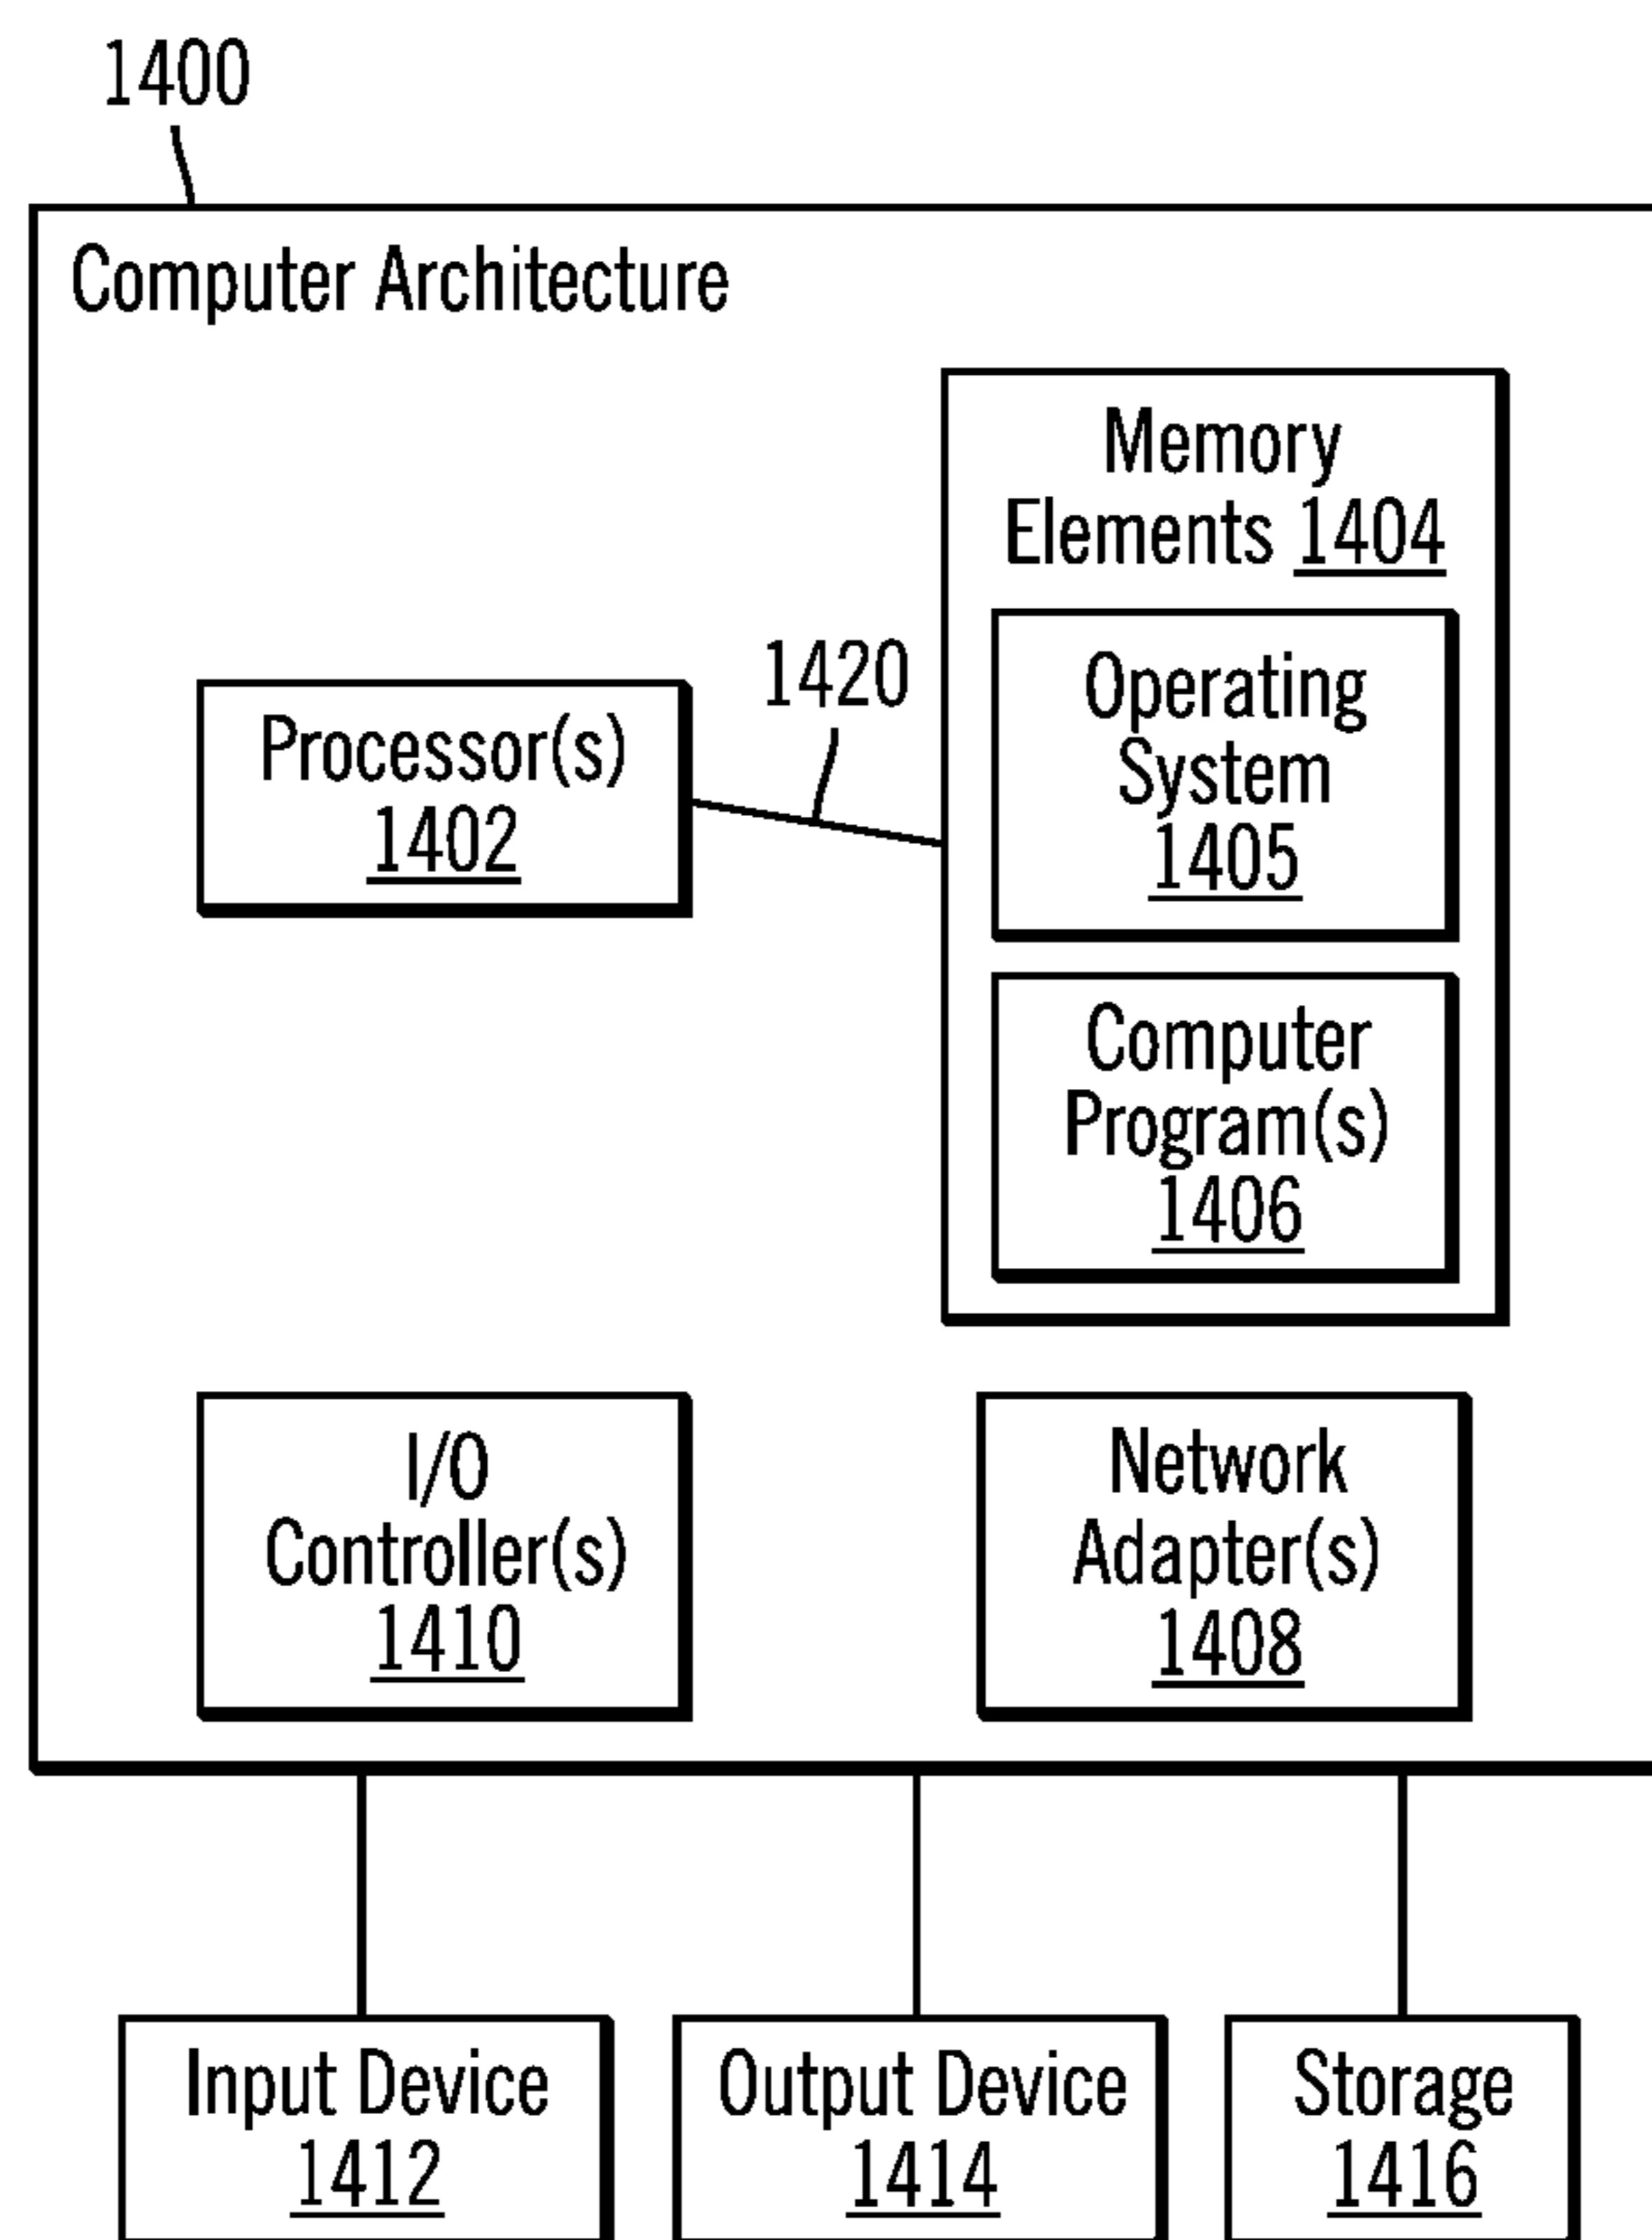 1400
Computer Architecture
Memory
Elements 1404
Operating
System
1405
1420
Processor(s)
1402
Computer
Program(s)
1406
I/O
Controller(s)
1410
Network
Adapter(s)
1408
Input Device
1412
Output Device
1414
Storage
1416